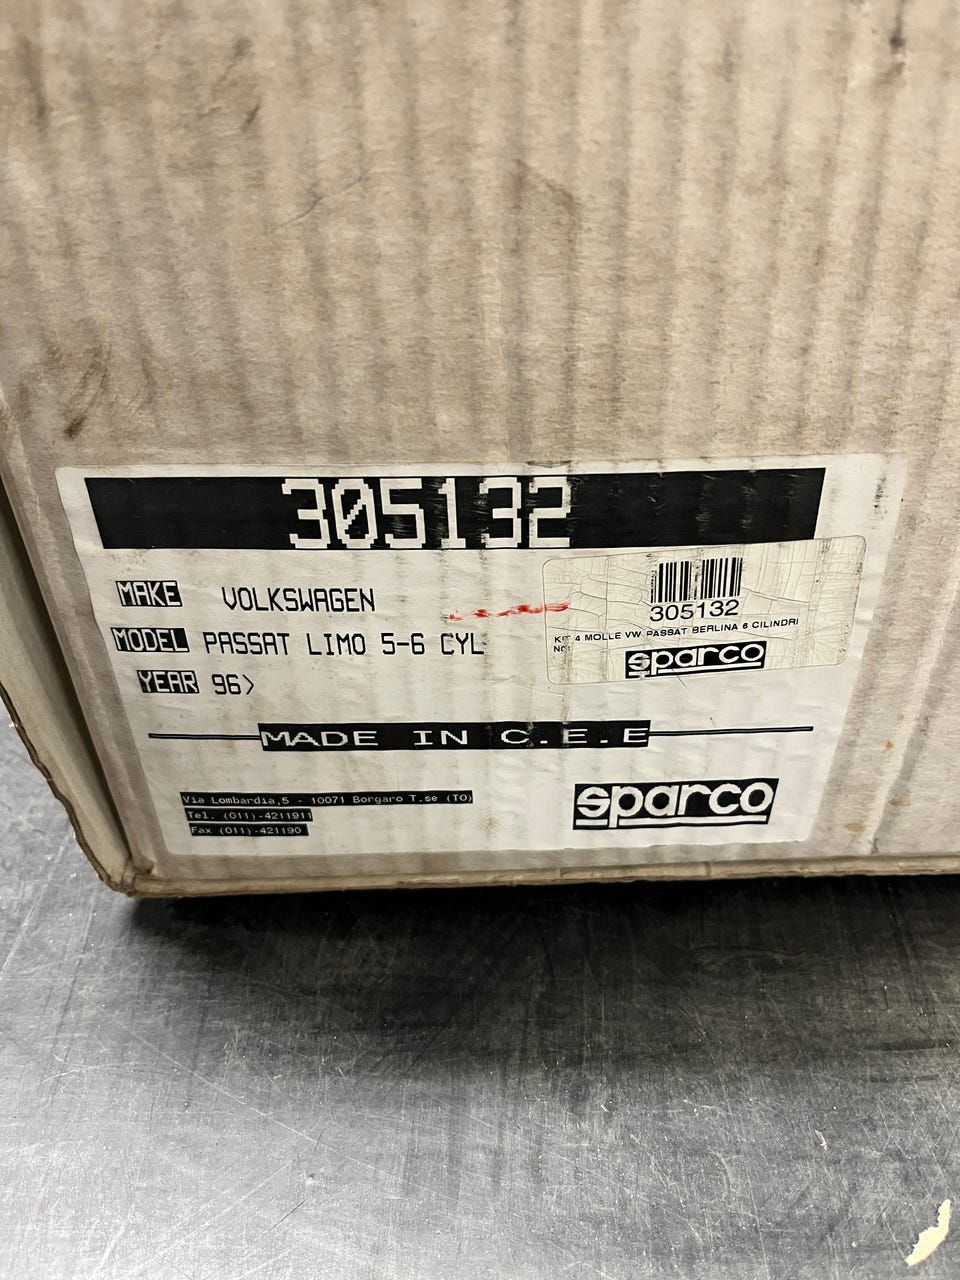 305132
MAKE VOLKSWAGEN
MODEL PASSAT LIMO 5-6 CYL
YEAR 96>
305132
KIT 4 MOLLE VW PASSAT BERLINA 6 CILINDRI
sparco
MADE IN C.E.E
Via Lombardia,5 - 10071 Borgaro T.se (TO)
Tel. (011)-4211911
Fax (011)-421190
sparco